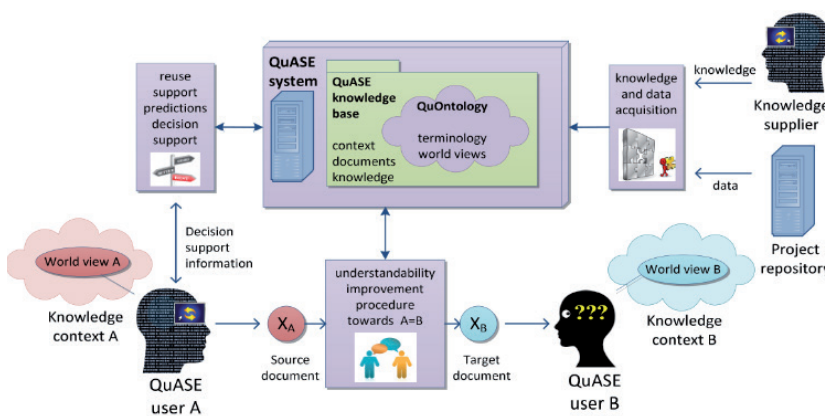 reuse
support
predictions
decision
support
QuASE
system
QuASE
knowledge
base
context
documents
knowledge
QuOntology
terminology
world views
knowledge
and data
acquisition
knowledge
Knowledge
supplier
data
Project
repository
Decision
support
information
World view A
Knowledge
context A
QuASE
user A
XA
Source
document
understandability
improvement
procedure
towards A=B
XB
Target
document
???
QuASE
user B
World view B
Knowledge
context B